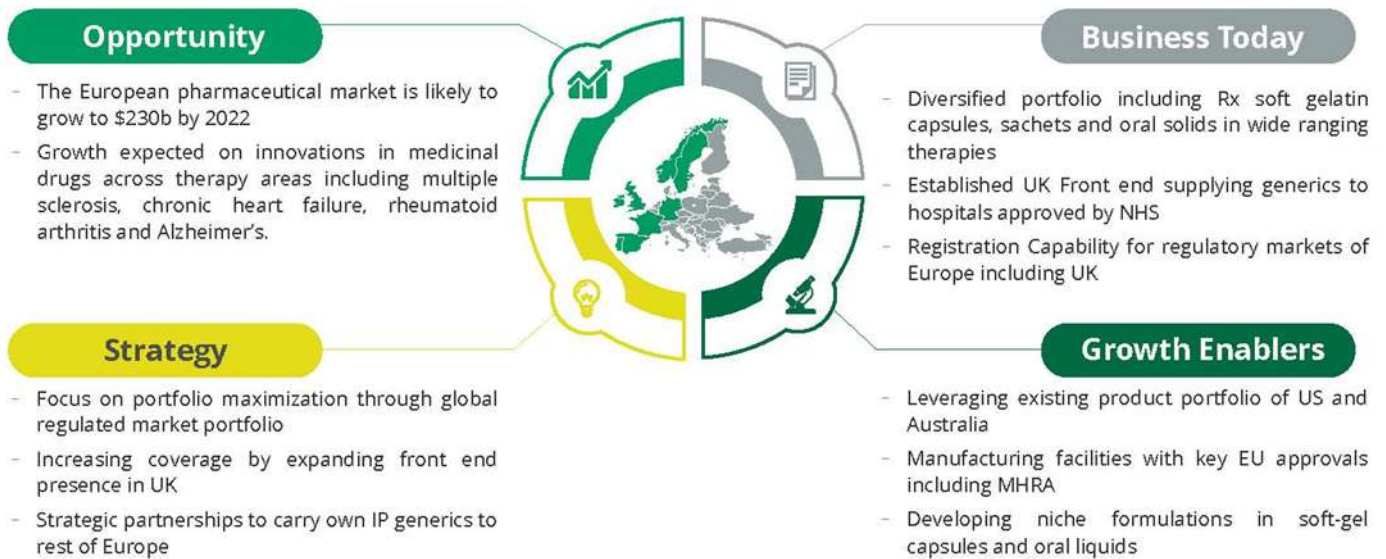 Opportunity
- The European pharmaceutical market is likely to
grow to $230b by 2022
- Growth expected on innovations in medicinal
drugs across therapy areas including multiple
sclerosis, chronic heart failure, rheumatoid
arthritis and Alzheimer's.
Business Today
- Diversified portfolio including Rx soft gelatin
capsules, sachets and oral solids in wide ranging
therapies
- Established UK Front end supplying generics to
hospitals approved by NHS
- Registration Capability for regulatory markets of
Europe including UK
Strategy
- Focus on portfolio maximization through global
regulated market portfolio
- Increasing coverage by expanding front end
presence in UK
- Strategic partnerships to carry own IP generics to
rest of Europe
Growth Enablers
- Leveraging existing product portfolio of US and
Australia
- Manufacturing facilities with key EU approvals
including MHRA
- Developing niche formulations in soft-gel
capsules and oral liquids